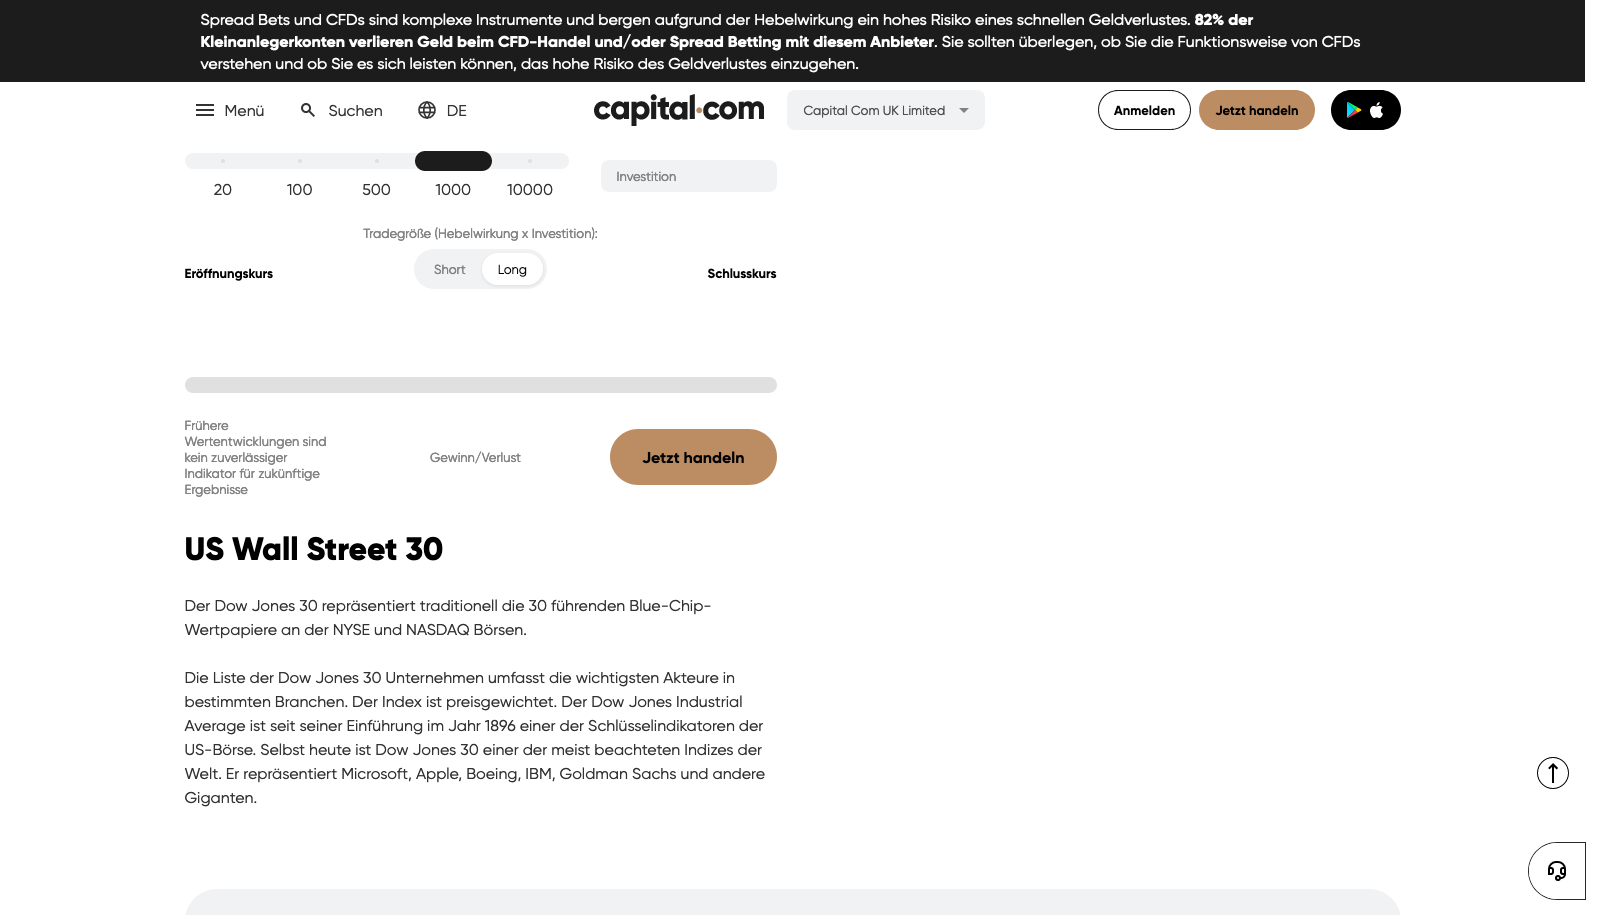 Spread Bets und CFDs sind komplexe Instrumente und bergen aufgrund der Hebelwirkung ein hohes Risiko eines schnellen Geldverlustes. 82% der
Kleinanlegerkonten verlieren Geld beim CFD-Handel und/oder Spread Betting mit diesem Anbieter. Sie sollten überlegen, ob Sie die Funktionsweise von CFDs
verstehen und ob Sie es sich leisten können, das hohe Risiko des Geldverlustes einzugehen.
Menü Suchen DE capital.com Capital Com UK Limited Anmelden Jetzt handeln
20 100 500 1000 10000
Investition
Tradegröße (Hebelwirkung x Investition):
Eröffnungskurs Short Long Schlusskurs
Frühere
Wertentwicklungen sind
kein zuverlässiger
Indikator für zukünftige
Ergebnisse
Gewinn/Verlust
Jetzt handeln
US Wall Street 30
Der Dow Jones 30 repräsentiert traditionell die 30 führenden Blue-Chip-
Wertpapiere an der NYSE und NASDAQ Börsen.
Die Liste der Dow Jones 30 Unternehmen umfasst die wichtigsten Akteure in
bestimmten Branchen. Der Index ist preisgewichtet. Der Dow Jones Industrial
Average ist seit seiner Einführung im Jahr 1896 einer der Schlüsselindikatoren der
US-Börse. Selbst heute ist Dow Jones 30 einer der meist beachteten Indizes der
Welt. Er repräsentiert Microsoft, Apple, Boeing, IBM, Goldman Sachs und andere
Giganten.